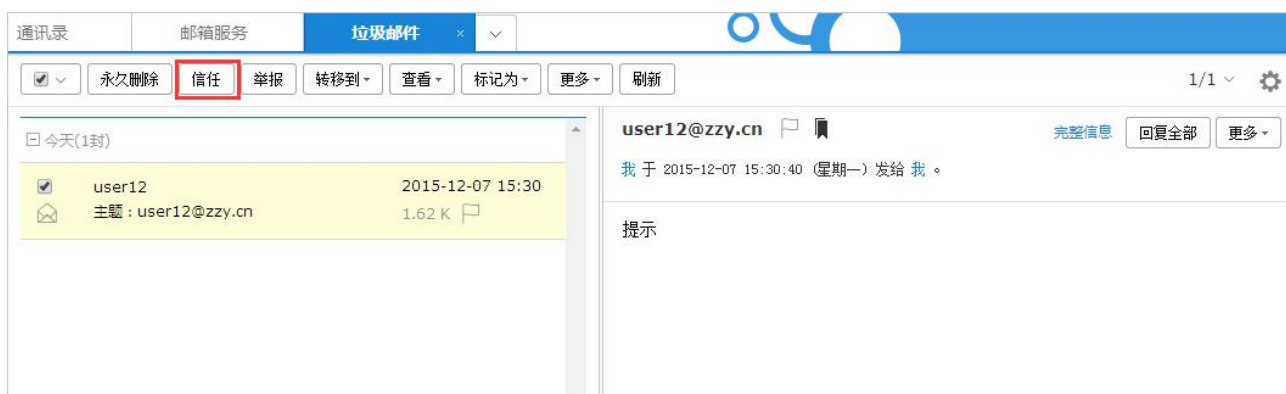 通讯录 邮箱服务 垃圾邮件 ×
永久删除 信任 举报 转移到 查看 标记为 更多 刷新 1/1
今天(1封)
user12 2015-12-07 15:30
主题：user12@zzy.cn 1.62 K
user12@zzy.cn 完整信息 回复全部 更多
我 于 2015-12-07 15:30:40 (星期一) 发给 我 。
提示